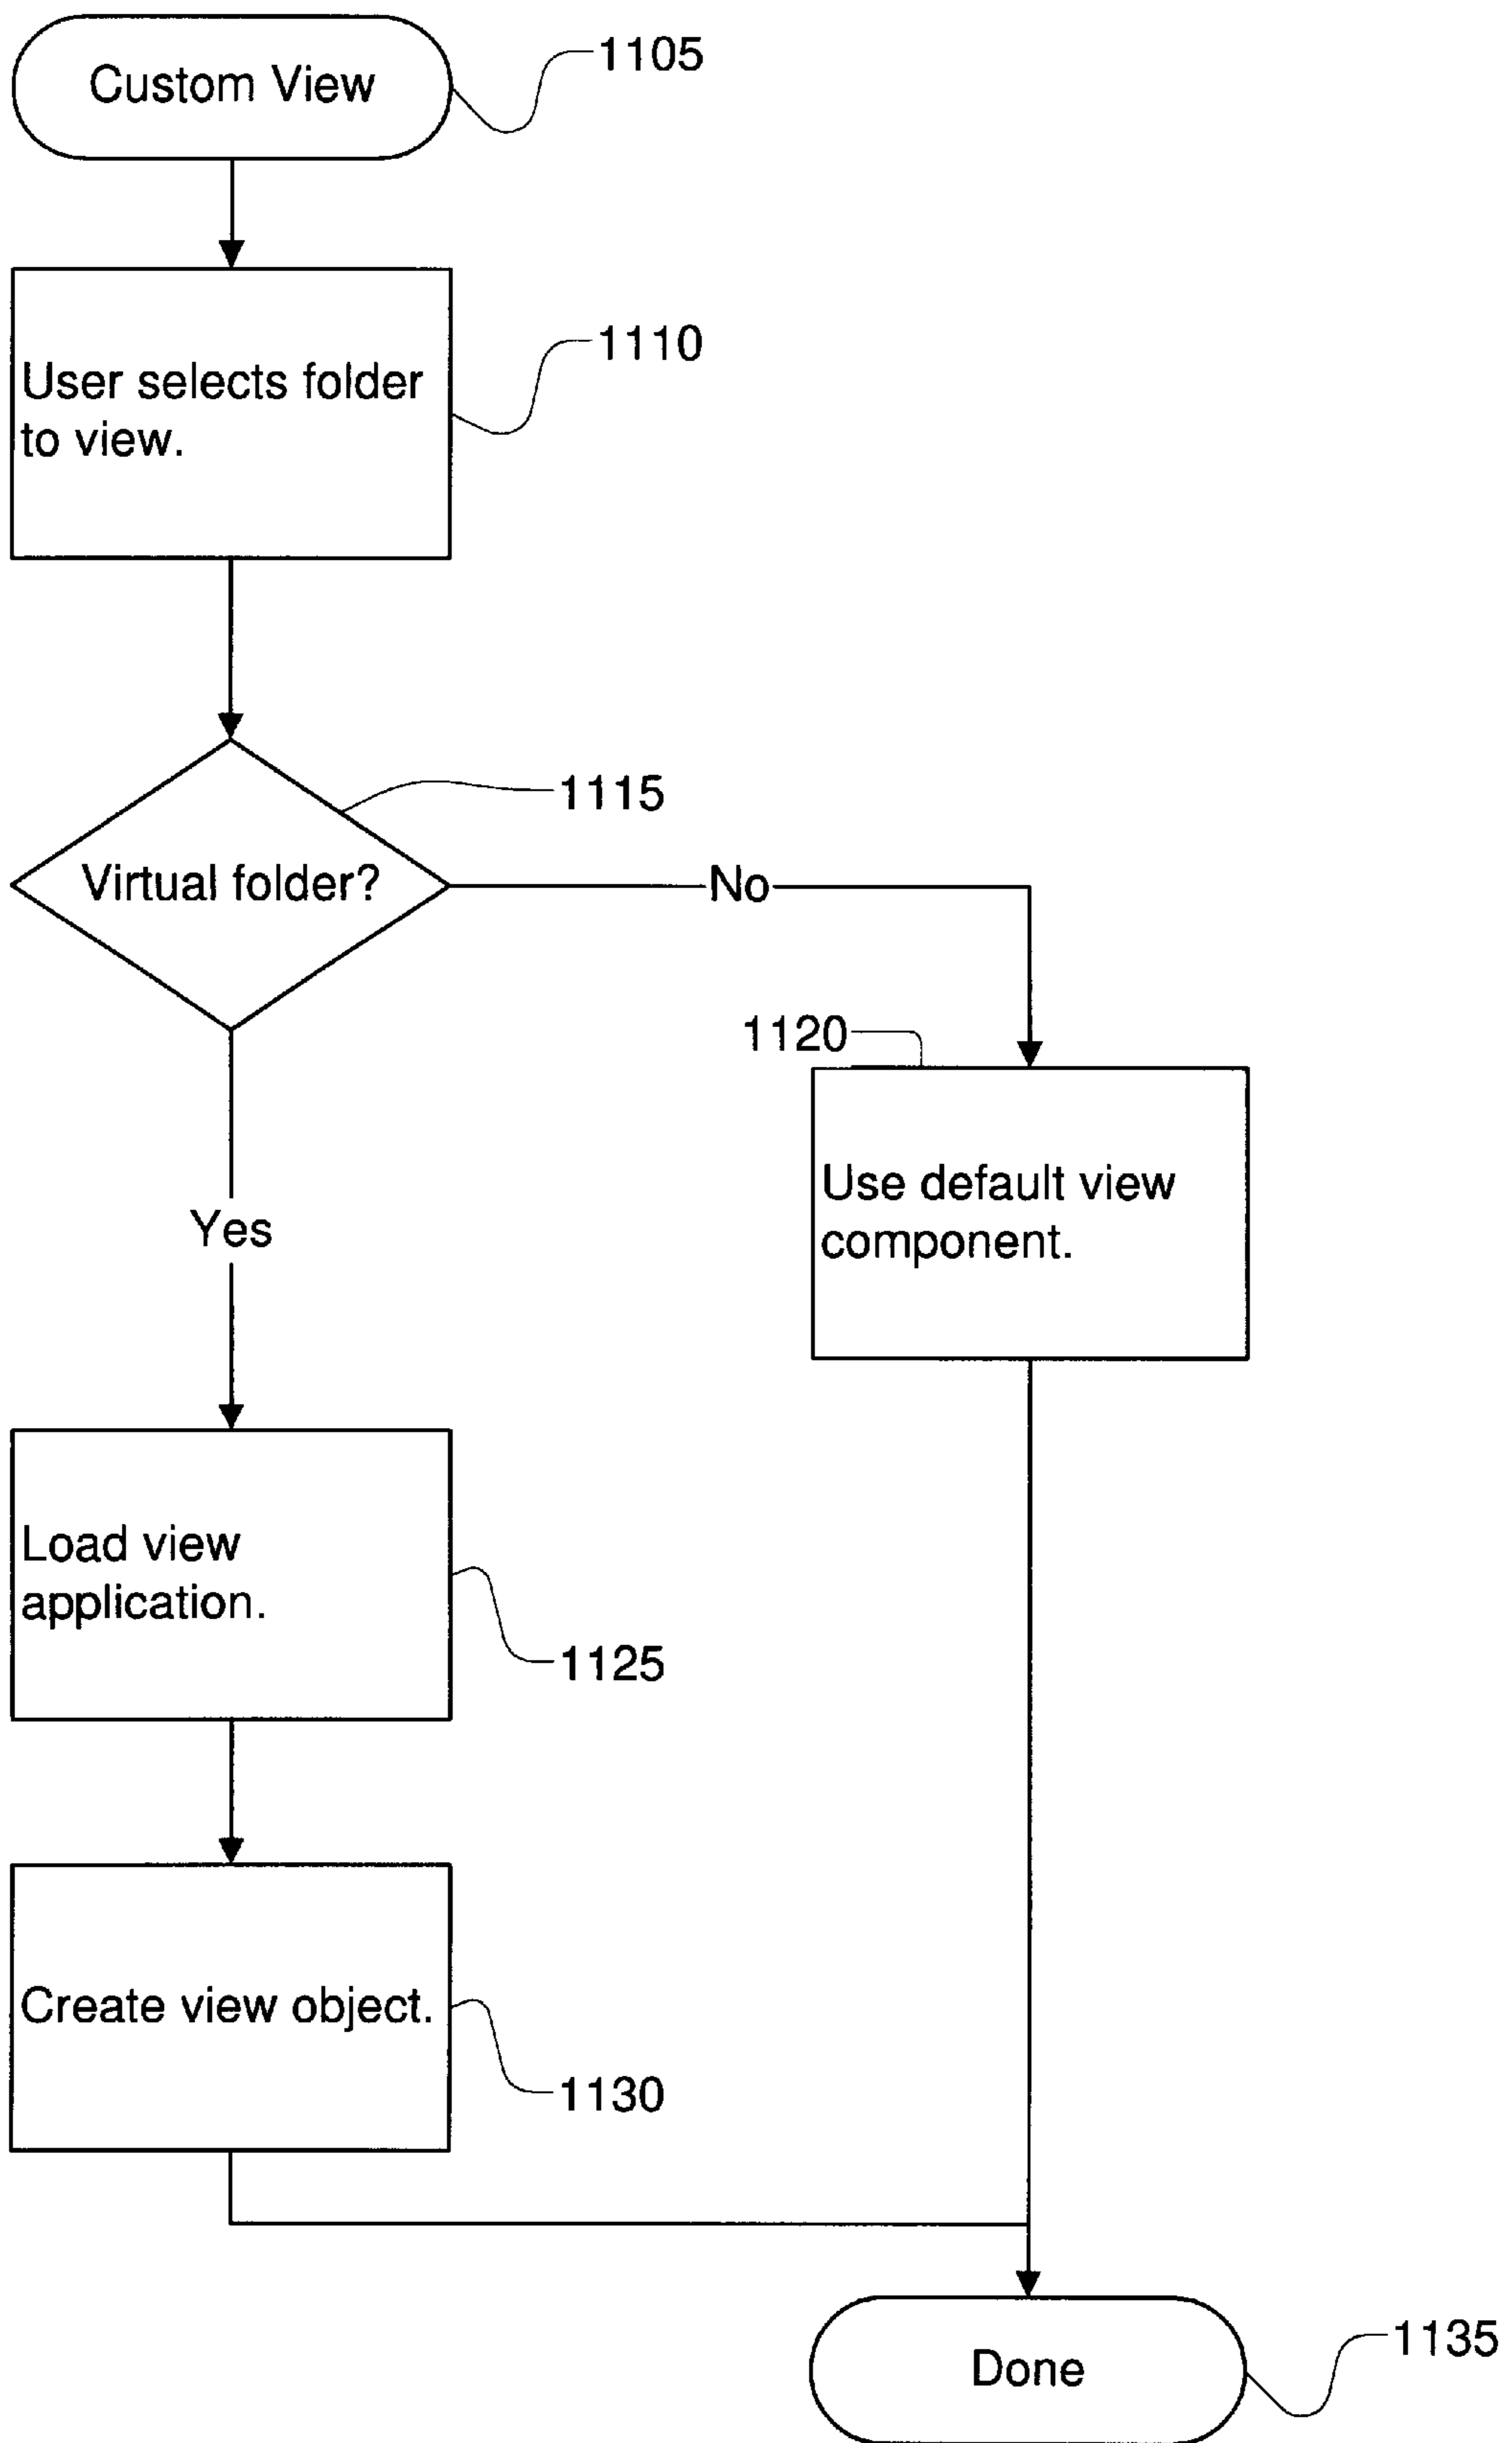 Custom View
1105
User selects folder
to view.
1110
1115
Virtual folder?
No
1120
Use default view
component.
Yes
Load view
application.
1125
Create view object.
1130
Done
1135